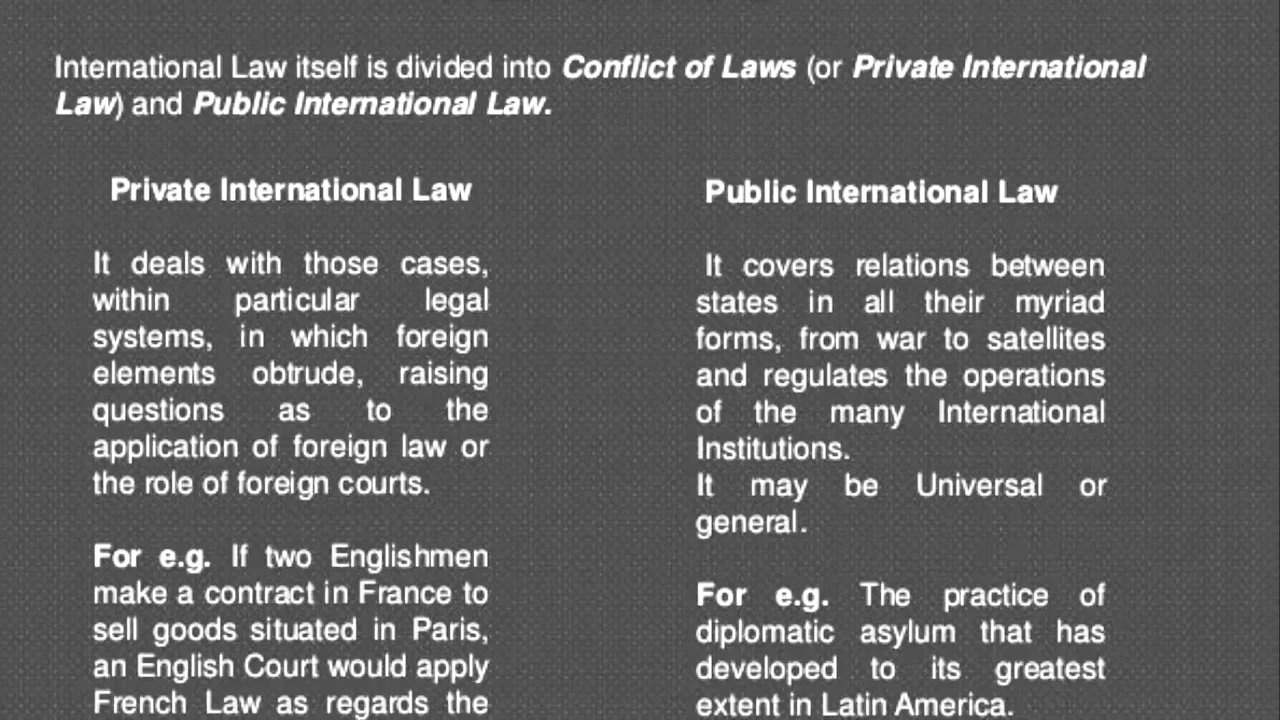 International Law itself is divided into Conflict of Laws (or Private International
Law) and Public International Law.
Private International Law
It deals with those cases,
within particular legal
systems, in which foreign
elements obtrude, raising
questions as to the
application of foreign law or
the role of foreign courts.
For e.g. If two Englishmen
make a contract in France to
sell goods situated in Paris,
an English Court would apply
French Law as regards the
Public International Law
It covers relations between
states in all their myriad
forms, from war to satellites
and regulates the operations
of the many International
Institutions.
It may be Universal or
general.
For e.g. The practice of
diplomatic asylum that has
developed to its greatest
extent in Latin America.